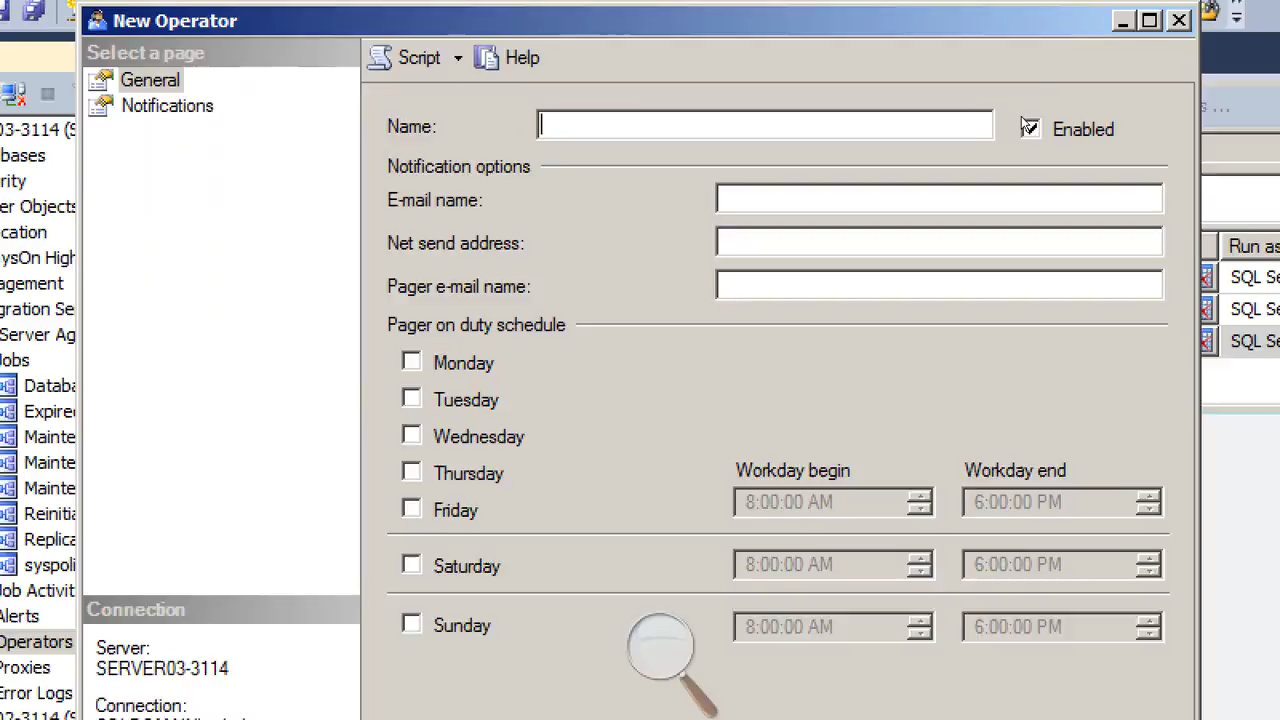 New Operator
Select a page
General
Notifications
Script
Help
Name:
Enabled
Notification options
E-mail name:
Net send address:
Pager e-mail name:
Pager on duty schedule
Monday
Tuesday
Wednesday
Thursday
Workday begin
Workday end
Friday
8:00:00 AM
6:00:00 PM
Saturday
8:00:00 AM
6:00:00 PM
Sunday
8:00:00 AM
6:00:00 PM
Connection
Server:
SERVER03-3114
Connection:
03-3114 (S
bases
rity
er Objects
cation
ysOn High
agement
gration Se
Server Ag
Jobs
Databa
Expired
Mainte
Mainte
Mainte
Reinitia
Replica
syspoli
Job Activit
Alerts
Operators
Proxies
Error Logs
s ...
Run as
SQL Se
SQL Se
SQL Se